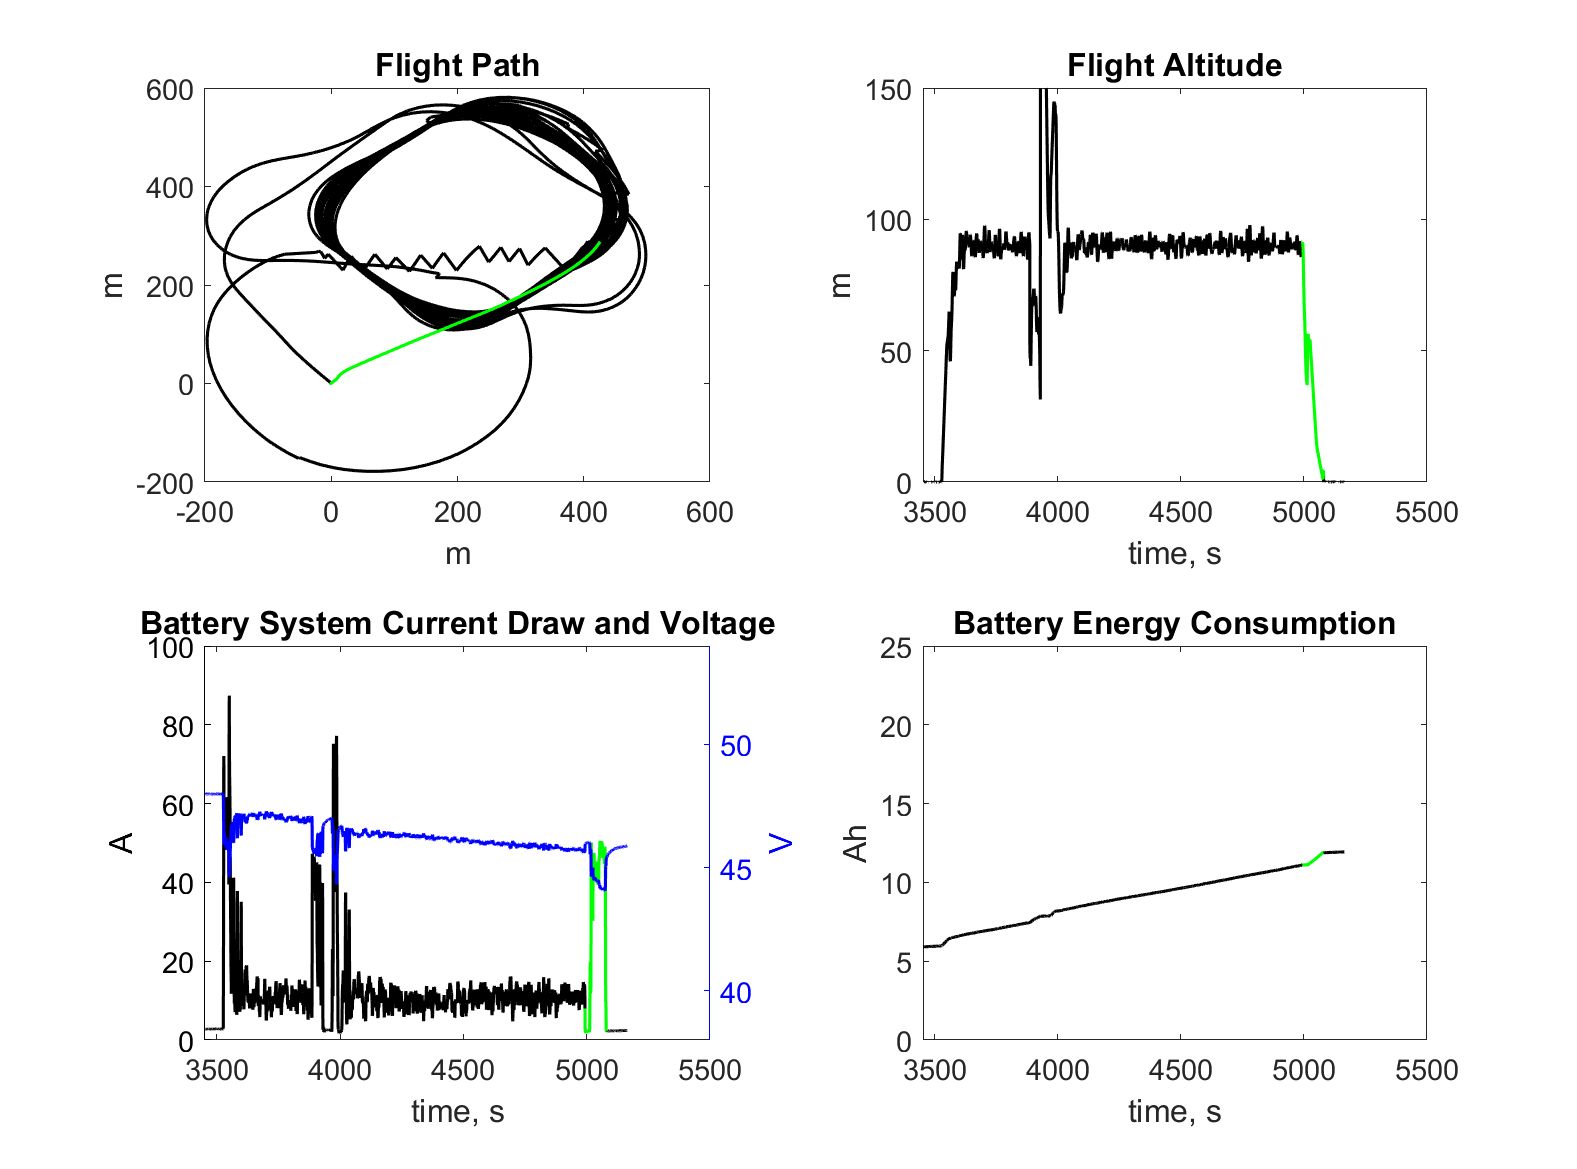 Flight Path
600
400
200
0
-200
-200 0 200 400 600
m
m
Flight Altitude
150
100
50
0
3500 4000 4500 5000 5500
m
time, s
Battery System Current Draw and Voltage
100
80
60
40
20
0
50
45
40
3500 4000 4500 5000 5500
A
V
time, s
Battery Energy Consumption
25
20
15
10
5
0
3500 4000 4500 5000 5500
Ah
time, s